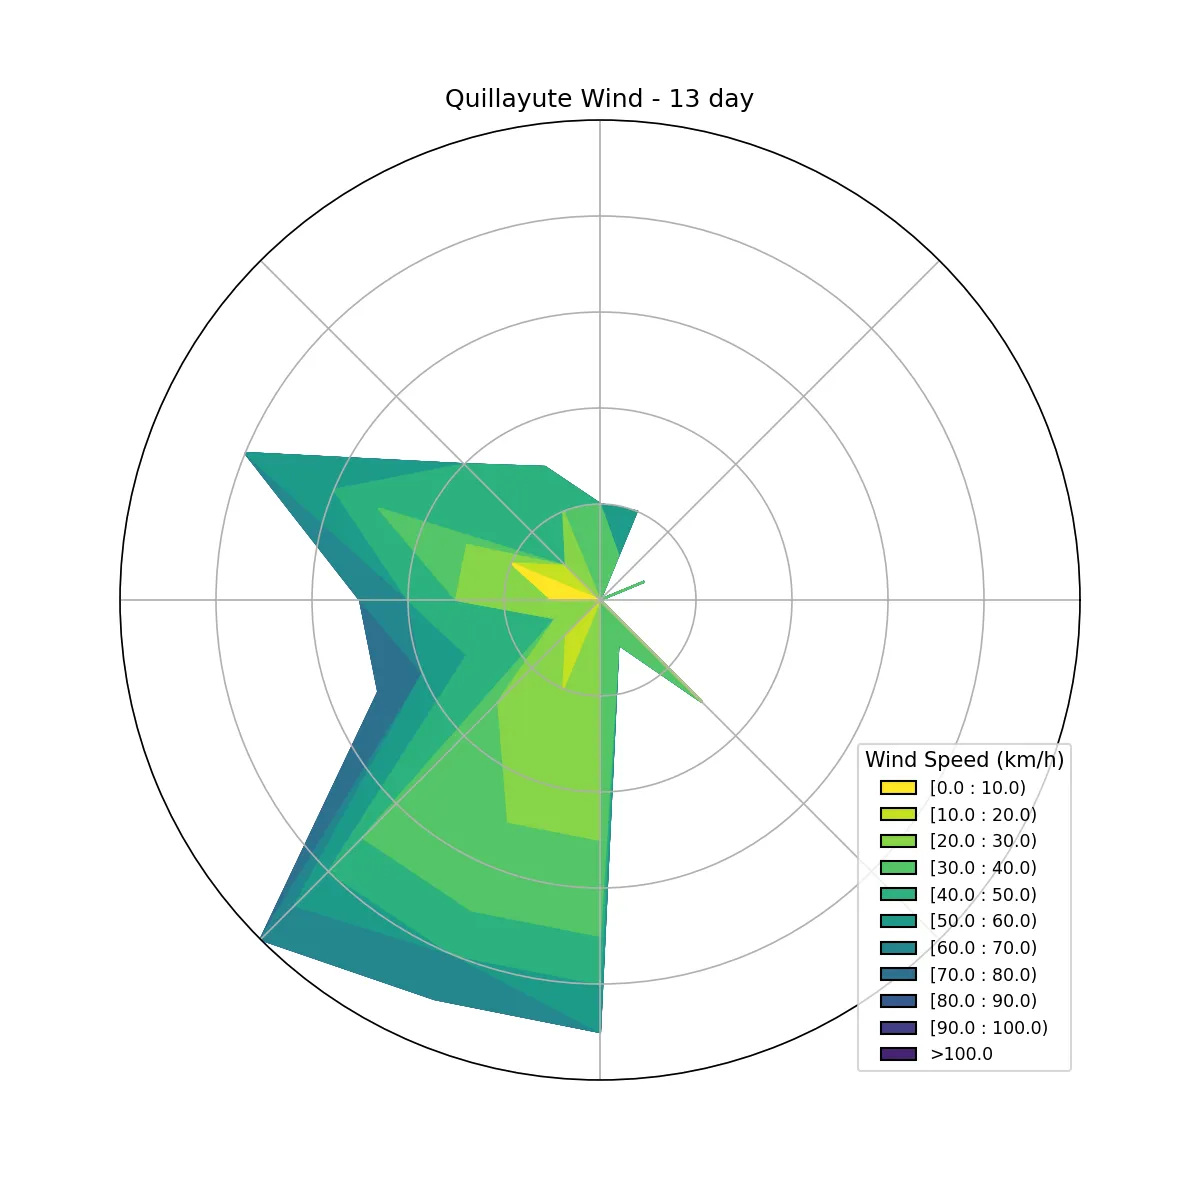 Quillayute Wind - 13 day
Wind Speed (km/h)
[0.0 : 10.0)
[10.0 : 20.0)
[20.0 : 30.0)
[30.0 : 40.0)
[40.0 : 50.0)
[50.0 : 60.0)
[60.0 : 70.0)
[70.0 : 80.0)
[80.0 : 90.0)
[90.0 : 100.0)
>100.0